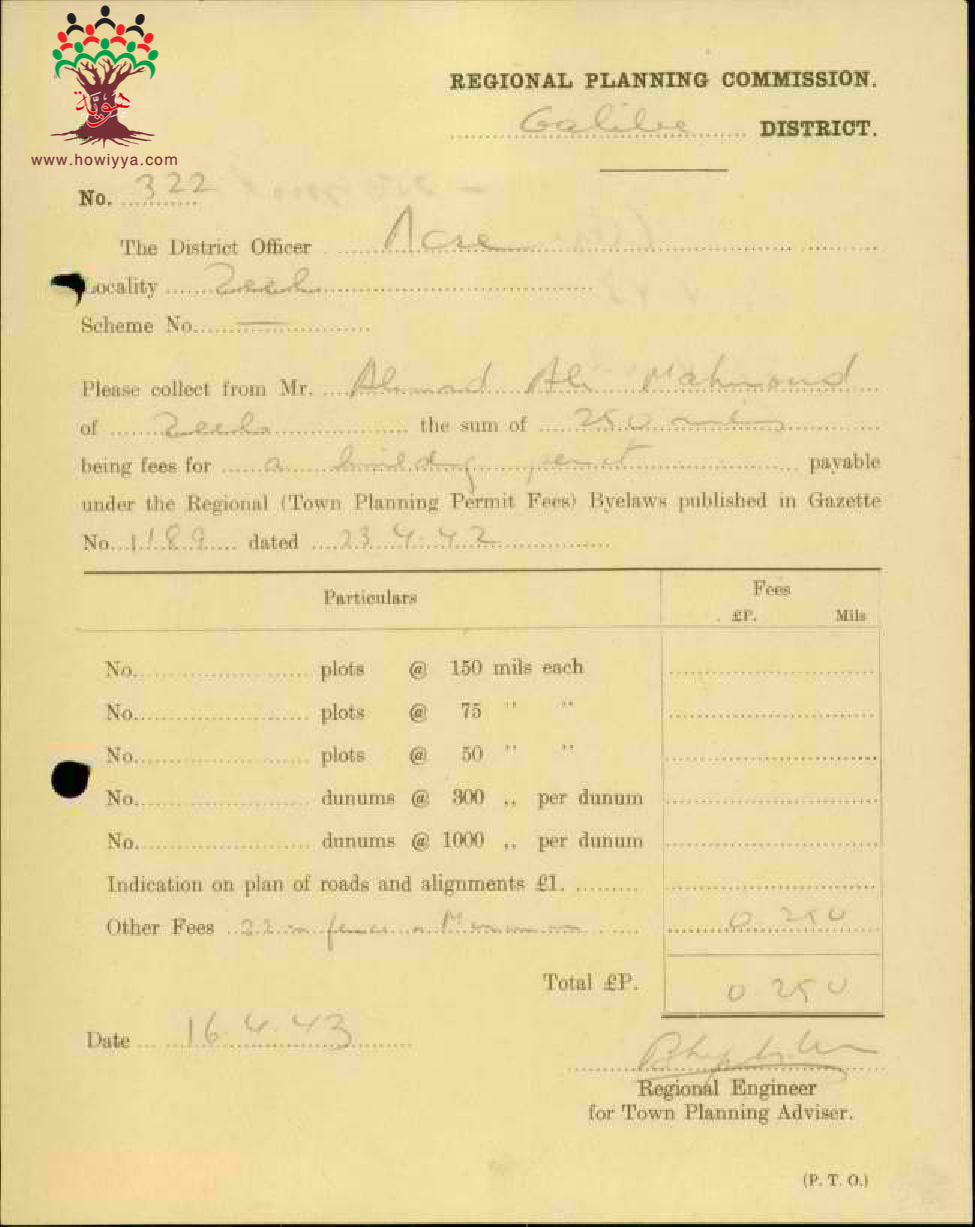 هوية
www.howiyya.com
REGIONAL PLANNING COMMISSION.
Galilee DISTRICT.
No. 322
The District Officer Acre
Locality Zeeb
Scheme No. —
Please collect from Mr. Ahmad Ali Mahmoud
of Zeeb the sum of 250 mils
being fees for a building permit payable
under the Regional (Town Planning Permit Fees) Byelaws published in Gazette
No. 1189 dated 23.4.42
Particulars Fees
£P. Mils
No. plots @ 150 mils each
No. plots @ 75 " "
No. plots @ 50 " "
No. dunums @ 300 ,, per dunum
No. dunums @ 1000 ,, per dunum
Indication on plan of roads and alignments £1.
Other Fees 22 m fence 0.250
Total £P. 0.250
Date 16.4.43
Regional Engineer
for Town Planning Adviser.
(P. T. O.)